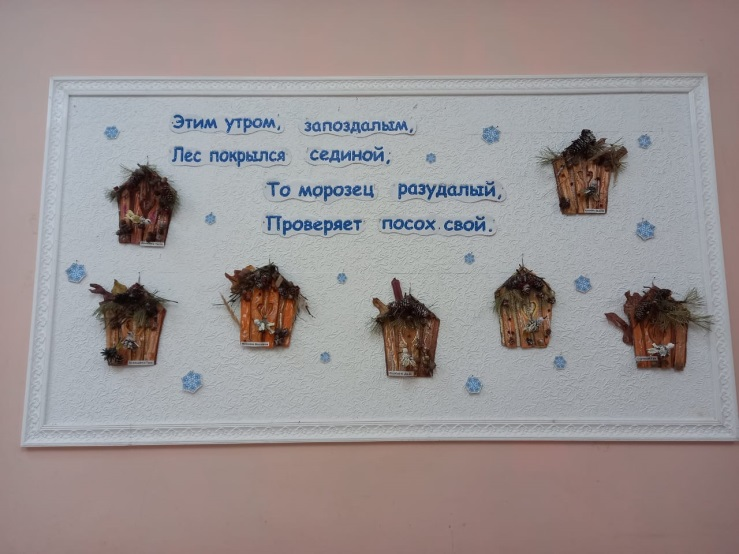 Этим утром, запоздалым,
Лес покрылся сединой;
То морозец разудалый,
Проверяет посох свой.